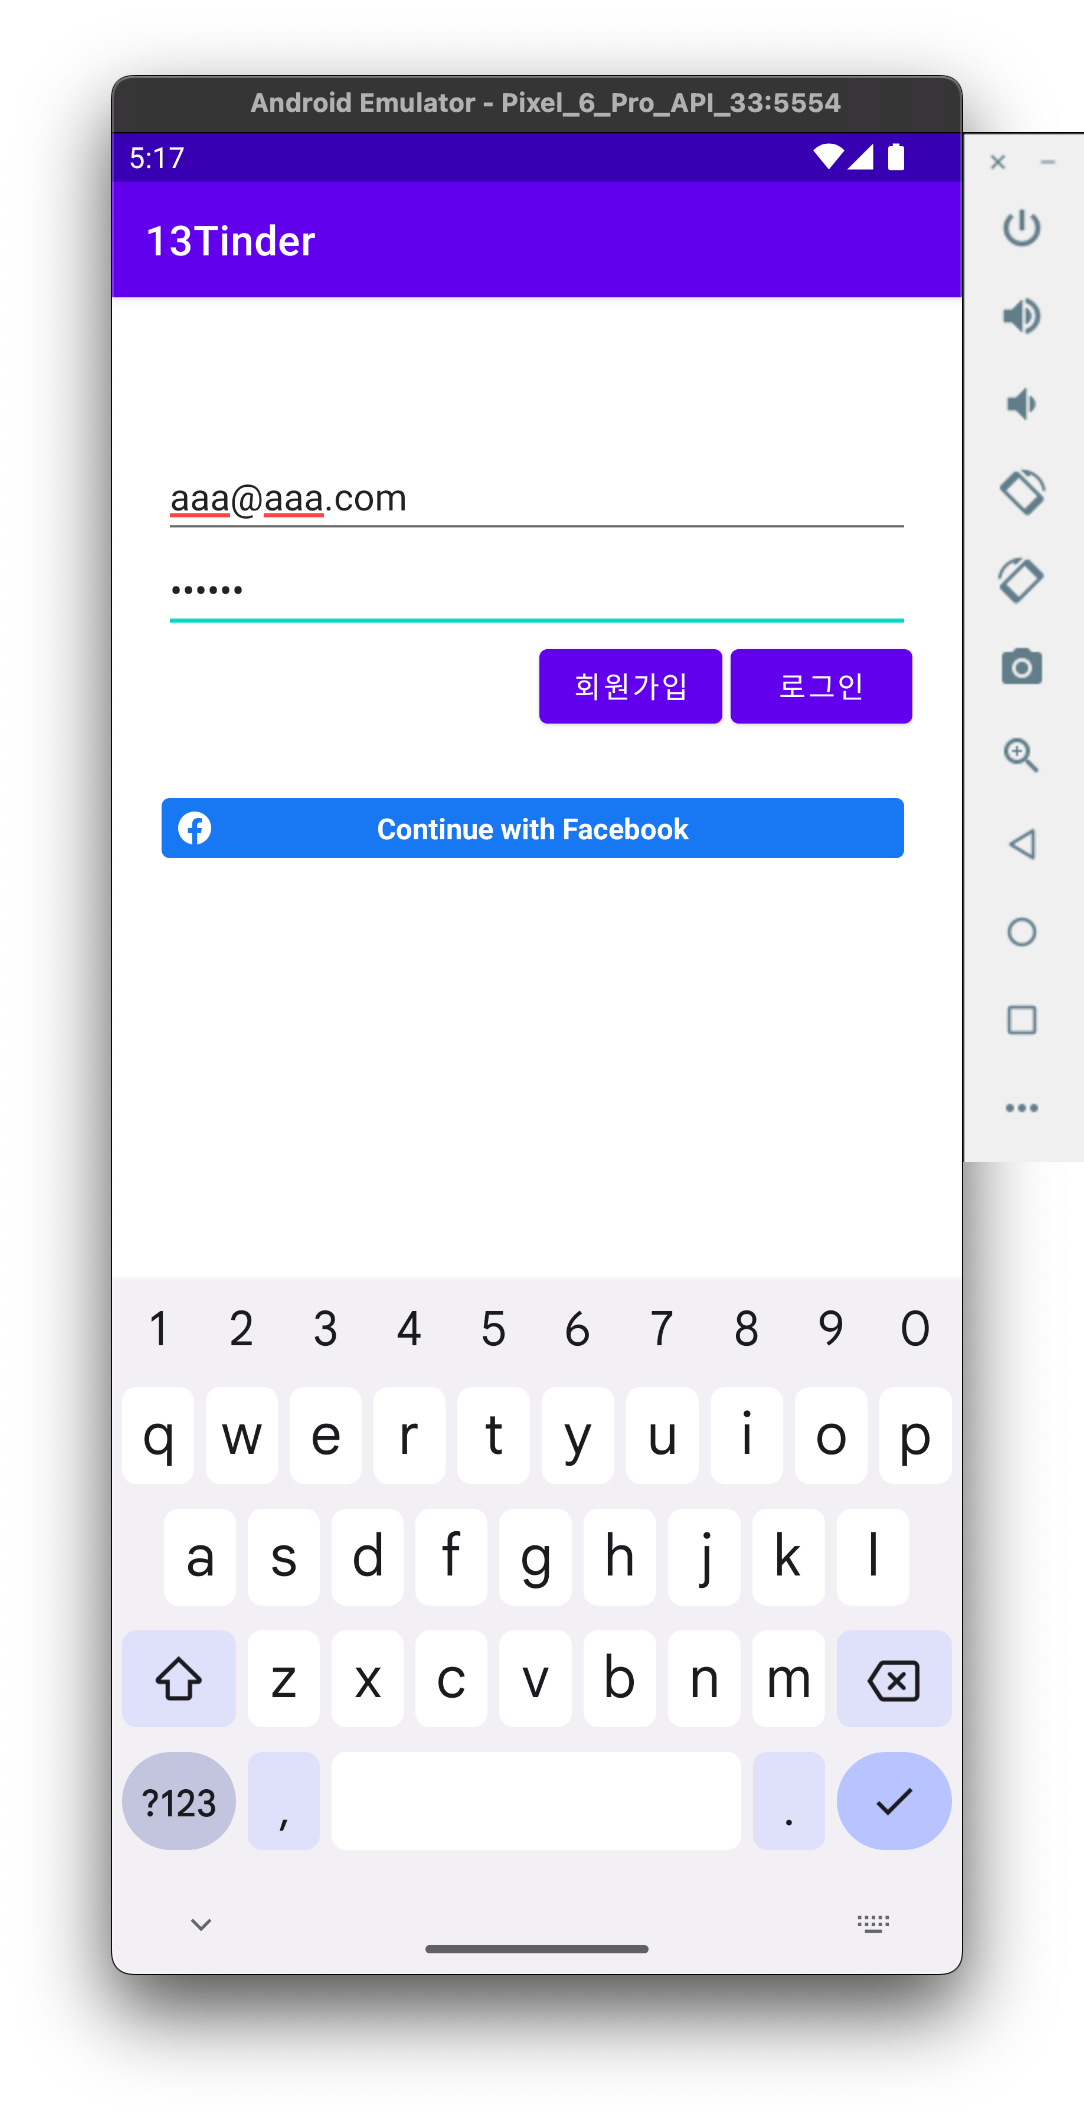 Android Emulator - Pixel_6_Pro_API_33:5554
5:17
13Tinder
aaa@aaa.com
••••••
회원가입 로그인
Continue with Facebook
1 2 3 4 5 6 7 8 9 0
q w e r t y u i o p
a s d f g h j k l
z x c v b n m
?123 , .